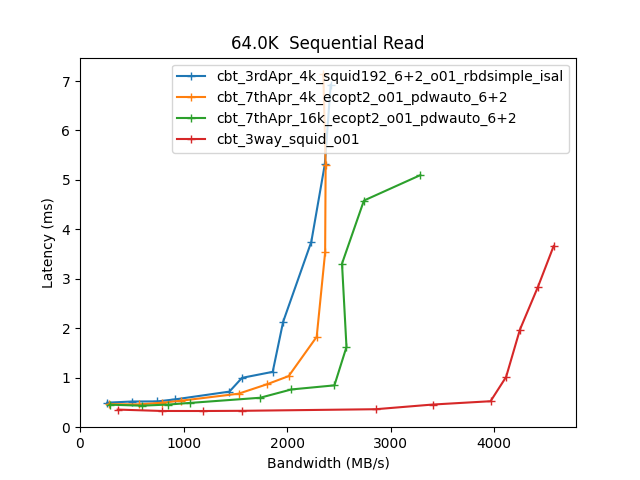 64.0K  Sequential Read
cbt_3rdApr_4k_squid192_6+2_o01_rbdsimple_isal
cbt_7thApr_4k_ecopt2_o01_pdwauto_6+2
cbt_7thApr_16k_ecopt2_o01_pdwauto_6+2
cbt_3way_squid_o01
7
6
5
4
3
2
1
0
Latency (ms)
0 1000 2000 3000 4000
Bandwidth (MB/s)